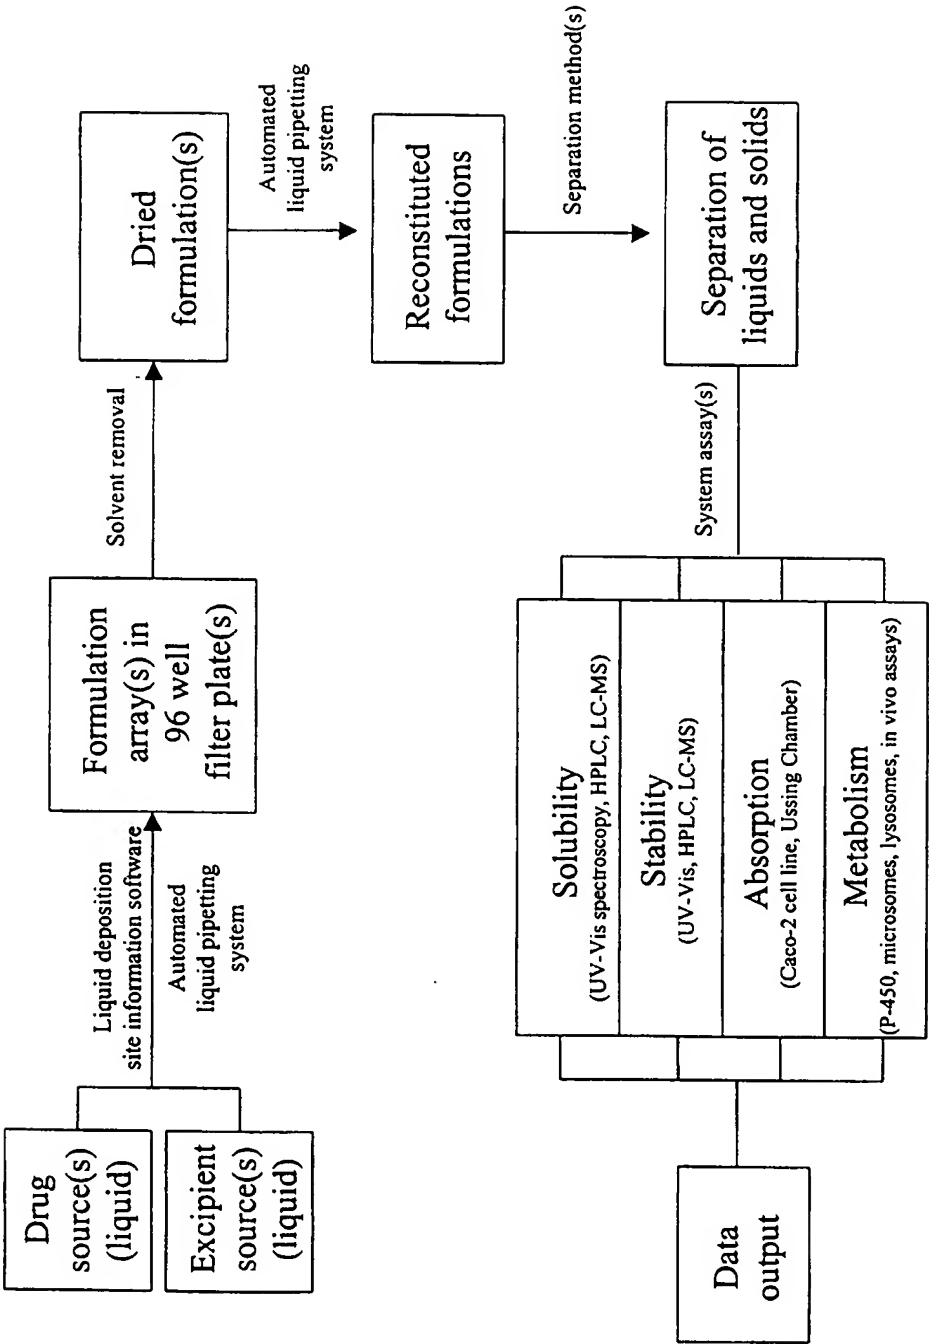 Drug
source(s)
(liquid)
Excipient
source(s)
(liquid)
Liquid deposition
site information software
Automated
liquid pipetting
system
Formulation
array(s) in
96 well
filter plate(s)
Solvent removal
Dried
formulation(s)
Automated
liquid pipetting
system
Reconstituted
formulations
Separation method(s)
Separation of
liquids and solids
System assay(s)
Solubility
(UV-Vis spectroscopy, HPLC, LC-MS)
Stability
(UV-Vis, HPLC, LC-MS)
Absorption
(Caco-2 cell line, Ussing Chamber)
Metabolism
(P-450, microsomes, lysosomes, in vivo assays)
Data
output